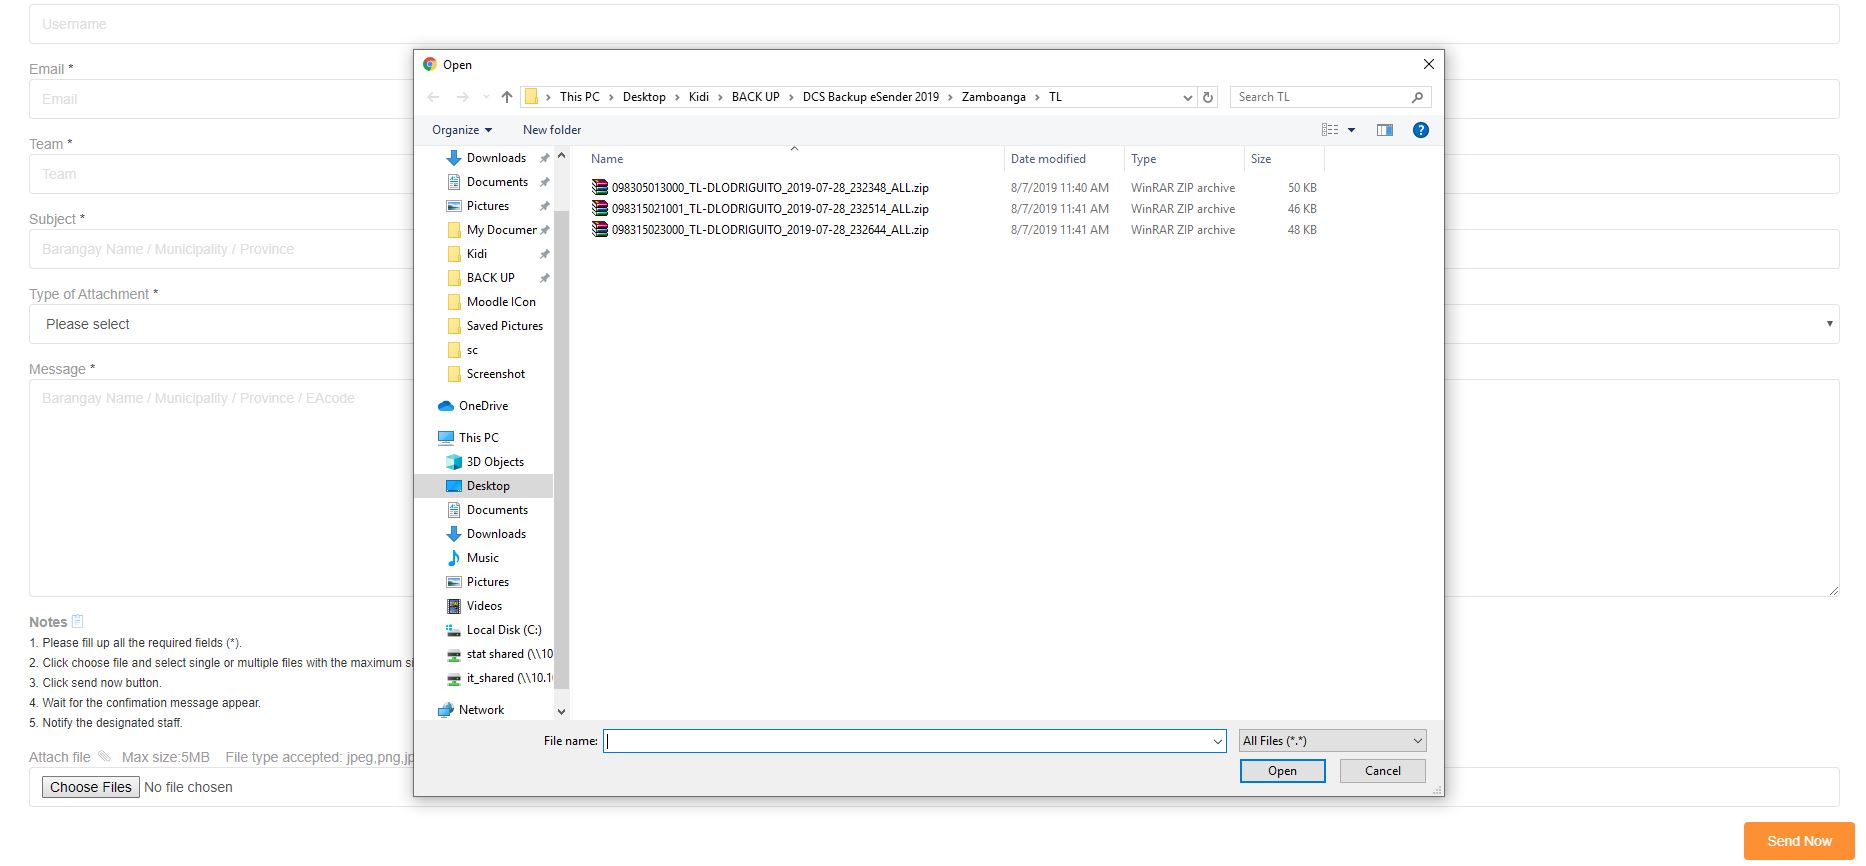 Username
Email *
Email
Team *
Team
Subject *
Barangay Name / Municipality / Province
Type of Attachment *
Please select
Message *
Barangay Name / Municipality / Province / EAcode
Notes
1. Please fill up all the required fields (*).
2. Click choose file and select single or multiple files with the maximum si
3. Click send now button.
4. Wait for the confimation message appear.
5. Notify the designated staff.
Attach file Max size:5MB File type accepted: jpeg,png,jp
Choose Files No file chosen
Send Now
Open
This PC > Desktop > Kidi > BACK UP > DCS Backup eSender 2019 > Zamboanga > TL
Search TL
Organize
New folder
Downloads
Documents
Pictures
My Documer
Kidi
BACK UP
Moodle ICon
Saved Pictures
sc
Screenshot
OneDrive
This PC
3D Objects
Desktop
Documents
Downloads
Music
Pictures
Videos
Local Disk (C:)
stat shared (\\10
it_shared (\\10.1
Network
Name Date modified Type Size
098305013000_TL-DLODRIGUITO_2019-07-28_232348_ALL.zip 8/7/2019 11:40 AM WinRAR ZIP archive 50 KB
098315021001_TL-DLODRIGUITO_2019-07-28_232514_ALL.zip 8/7/2019 11:41 AM WinRAR ZIP archive 46 KB
098315023000_TL-DLODRIGUITO_2019-07-28_232644_ALL.zip 8/7/2019 11:41 AM WinRAR ZIP archive 48 KB
File name:
All Files (*.*)
Open
Cancel